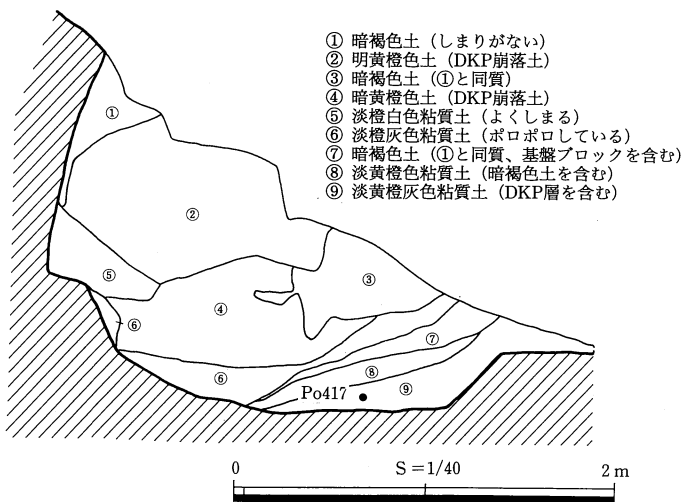 ① 暗褐色土（しまりがない）
② 明黄橙色土（DKP崩落土）
③ 暗褐色土（①と同質）
④ 暗黄橙色土（DKP崩落土）
⑤ 淡橙白色粘質土（よくしまる）
⑥ 淡橙灰色粘質土（ポロポロしている）
⑦ 暗褐色土（①と同質、基盤ブロックを含む）
⑧ 淡黄橙色粘質土（暗褐色土を含む）
⑨ 淡黄橙灰色粘質土（DKP層を含む）
①
②
③
⑤
④
⑥
⑦
⑥
⑧
⑨
Po417
0 S=1/40 2 m